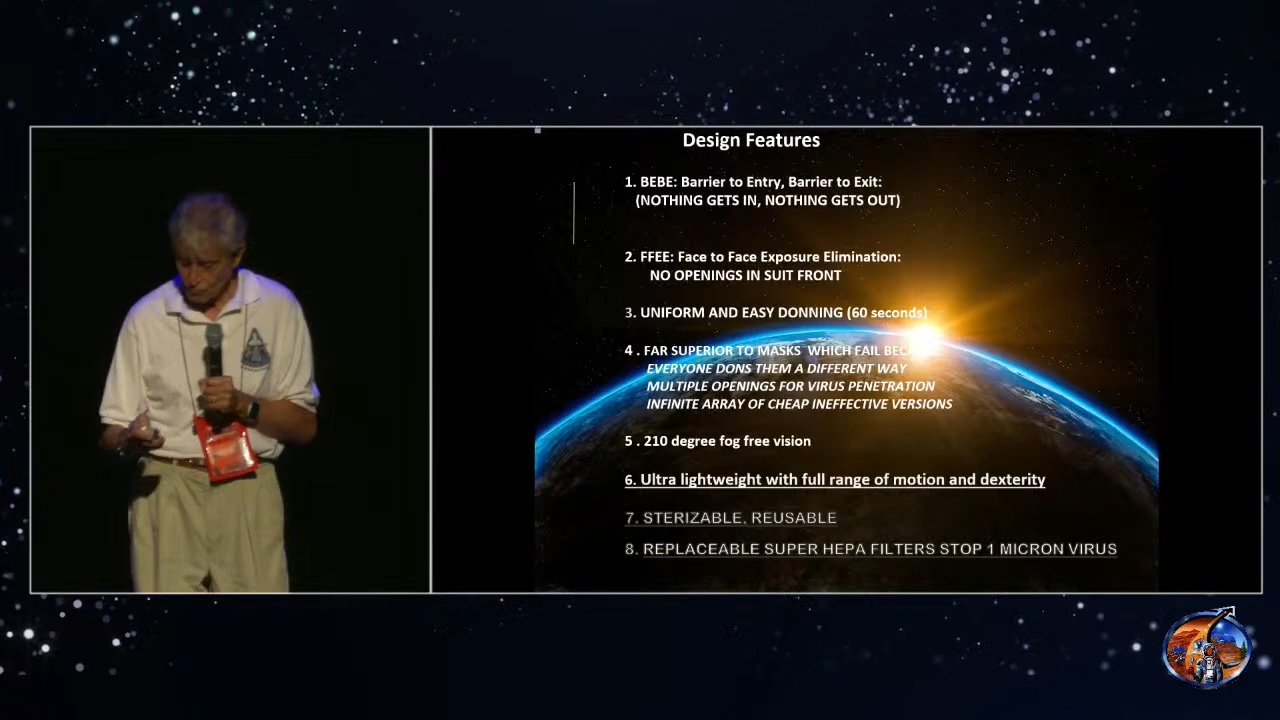 Design Features
1. BEBE: Barrier to Entry, Barrier to Exit:
(NOTHING GETS IN, NOTHING GETS OUT)
2. FFEE: Face to Face Exposure Elimination:
NO OPENINGS IN SUIT FRONT
3. UNIFORM AND EASY DONNING (60 seconds)
4 . FAR SUPERIOR TO MASKS WHICH FAIL
EVERYONE DONS THEM A DIFFERENT WAY
MULTIPLE OPENINGS FOR VIRUS PENETRATION
INFINITE ARRAY OF CHEAP INEFFECTIVE VERSIONS
5 . 210 degree fog free vision
6. Ultra lightweight with full range of motion and dexterity
7. STERIZABLE, REUSABLE
8. REPLACEABLE SUPER HEPA FILTERS STOP 1 MICRON VIRUS